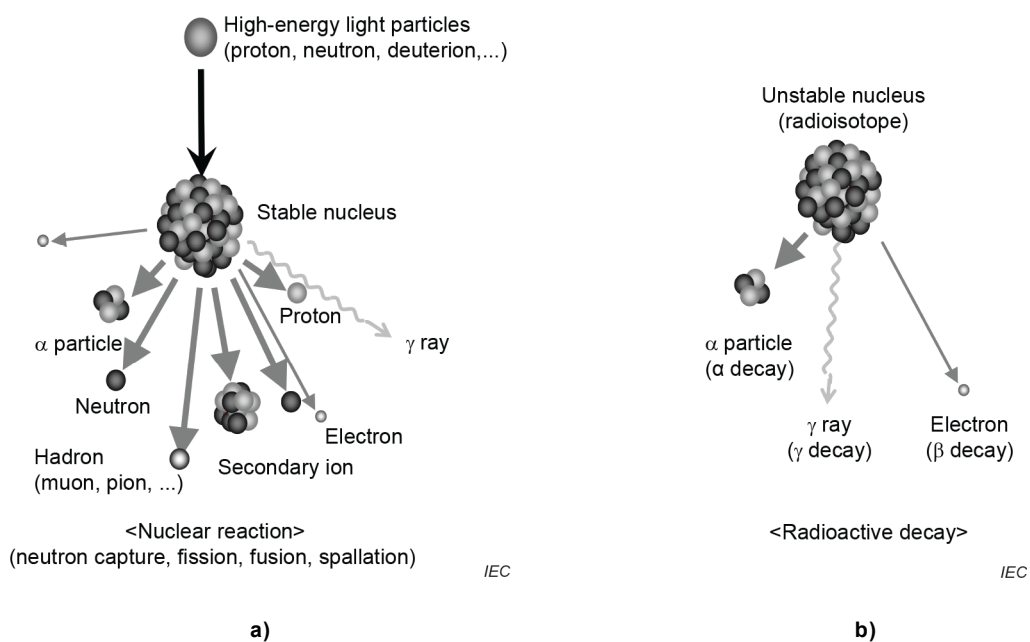 High-energy light particles
(proton, neutron, deuterion,...)
Stable nucleus
Proton
α particle
γ ray
Neutron
Electron
Hadron
(muon, pion, ...)
Secondary ion
<Nuclear reaction>
(neutron capture, fission, fusion, spallation)
IEC
a)
Unstable nucleus
(radioisotope)
α particle
(α decay)
γ ray
(γ decay)
Electron
(β decay)
<Radioactive decay>
IEC
b)